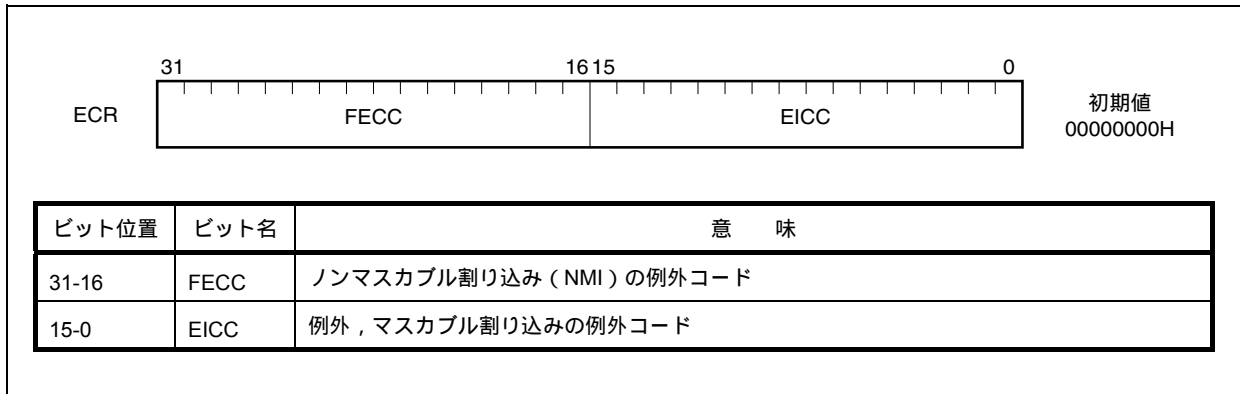 31 16 15 0
ECR FECC EICC 初期値
00000000H
ビット位置 ビット名 意 味
31-16 FECC ノンマスカブル割り込み（NMI）の例外コード
15-0 EICC 例外，マスカブル割り込みの例外コード